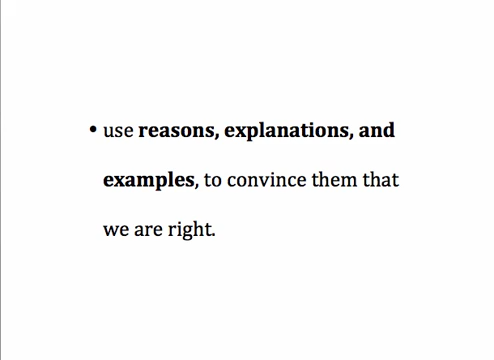 • use reasons, explanations, and
examples, to convince them that
we are right.